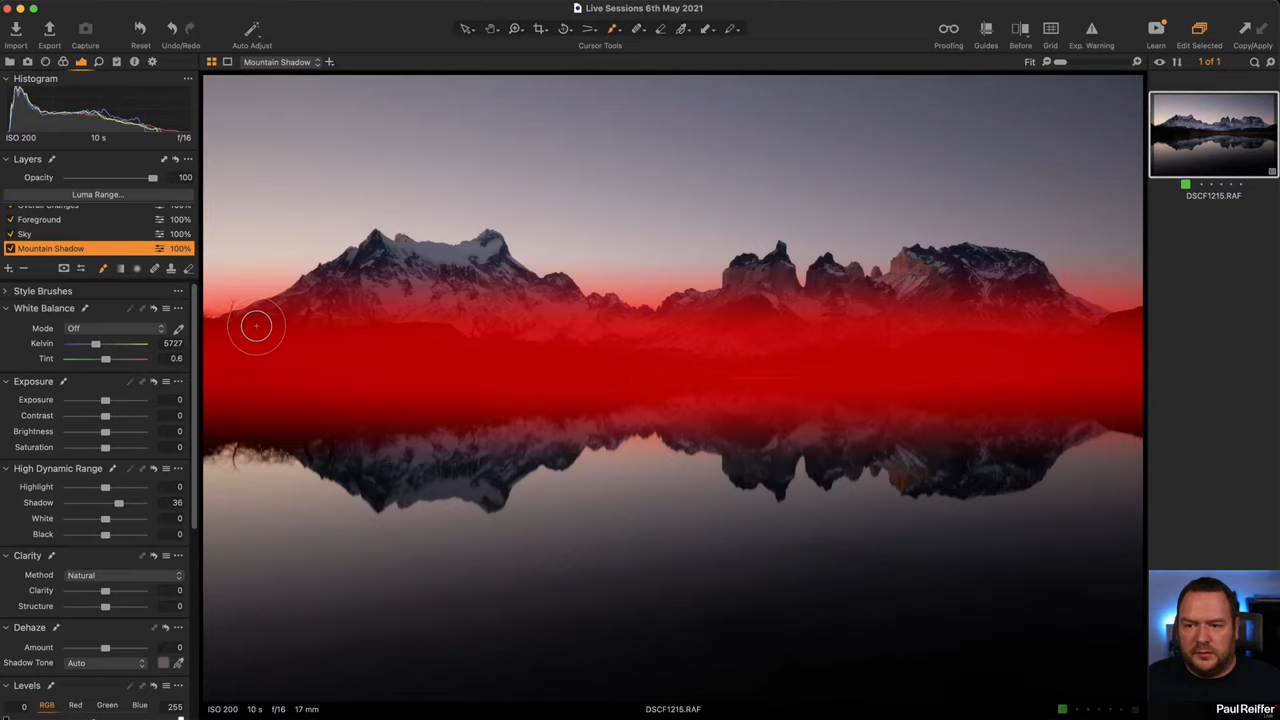 Live Sessions 6th May 2021
Import Export Capture Reset Undo/Redo Auto Adjust Cursor Tools Proofing Guides Before Grid Exp. Warning Learn Edit Selected Copy/Apply
Mountain Shadow Fit 1 of 1
Histogram
ISO 200 10 s f/16
Layers
Opacity 100
Luma Range...
Overall Changes 100%
Foreground 100%
Sky 100%
Mountain Shadow 100%
Style Brushes
White Balance
Mode Off
Kelvin 5727
Tint 0.6
Exposure
Exposure 0
Contrast 0
Brightness 0
Saturation 0
High Dynamic Range
Highlight 0
Shadow 36
White 0
Black 0
Clarity
Method Natural
Clarity 0
Structure 0
Dehaze
Amount 0
Shadow Tone Auto
Levels
0 RGB Red Green Blue 255
ISO 200 10 s f/16 17 mm DSCF1215.RAF
DSCF1215.RAF
Paul Reiffer
Live